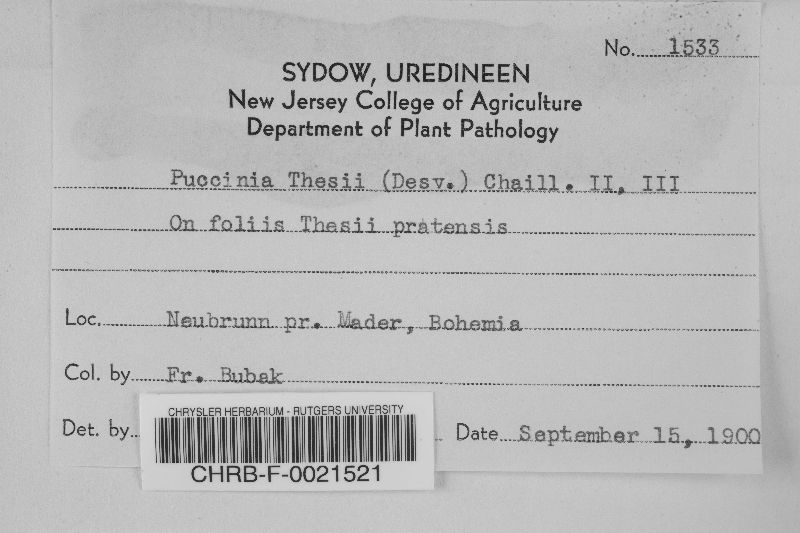 No. 1533
SYDOW, UREDINEEN
New Jersey College of Agriculture
Department of Plant Pathology
Puccinia Thesii (Desv.) Chaill. II, III
On foliis Thesii pratensis
Loc. Neubrunn pr. Mader, Bohemia
Col. by Fr. Bubak
Det. by
Date September 15, 1900
CHRYSLER HERBARIUM - RUTGERS UNIVERSITY
CHRB-F-0021521